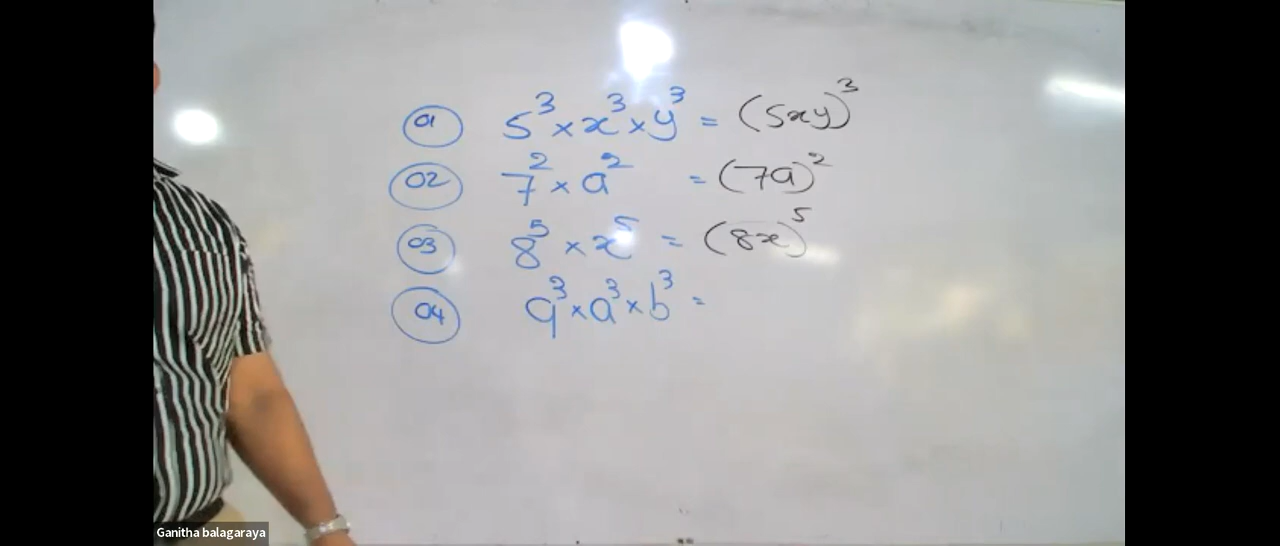 01 5³ × x³ × y³ = (5xy)³
02 7² × a² = (7a)²
03 8⁵ × x⁵ = (8x)⁵
04 9³ × a³ × b³ =
Ganitha balagaraya